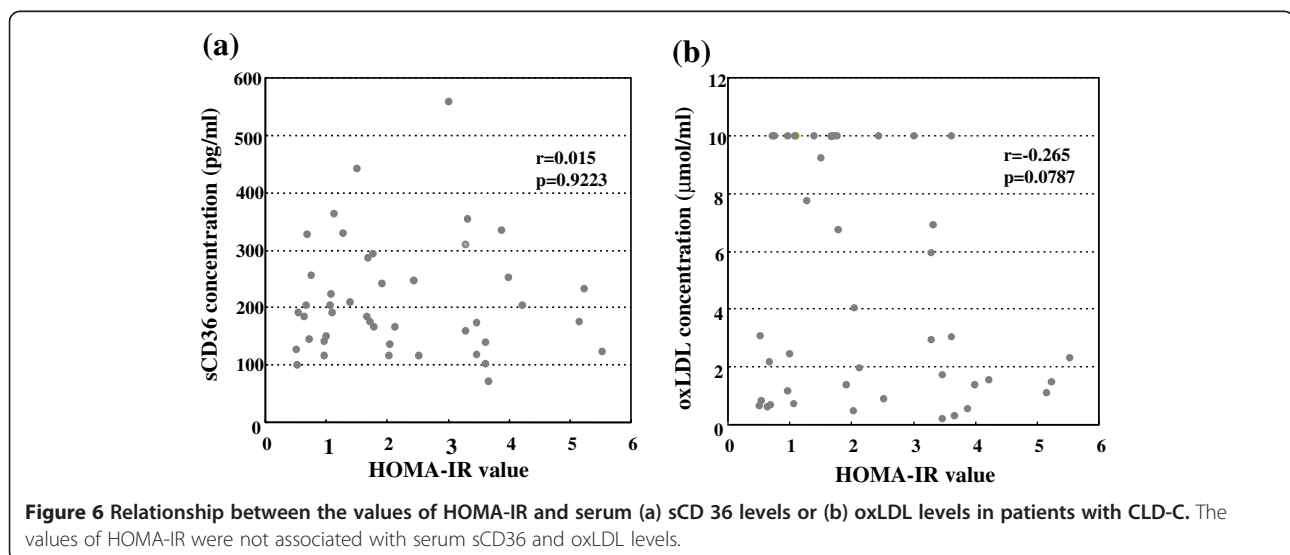 (a)
600
500
400
300
200
100
0
sCD36 concentration (pg/ml)
r=0.015
p=0.9223
0 1 2 3 4 5 6
HOMA-IR value
(b)
12
10
8
6
4
2
0
oxLDL concentration (μmol/ml)
r=-0.265
p=0.0787
0 1 2 3 4 5 6
HOMA-IR value
Figure 6 Relationship between the values of HOMA-IR and serum (a) sCD 36 levels or (b) oxLDL levels in patients with CLD-C. The
values of HOMA-IR were not associated with serum sCD36 and oxLDL levels.